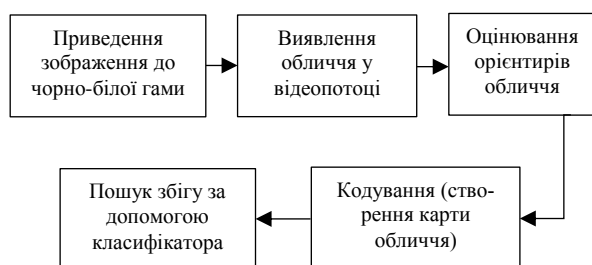 Приведення
зображення до
чорно-білої гами
Виявлення
обличчя у
відеопотоці
Оцінювання
орієнтирів
обличчя
Кодування (ство-
рення карти
обличчя)
Пошук збігу за
допомогою
класифікатора